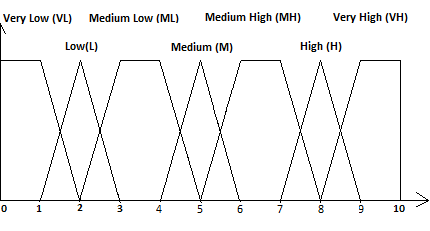 Very Low (VL) Medium Low (ML) Medium High (MH) Very High (VH)
Low(L) Medium (M) High (H)
0 1 2 3 4 5 6 7 8 9 10